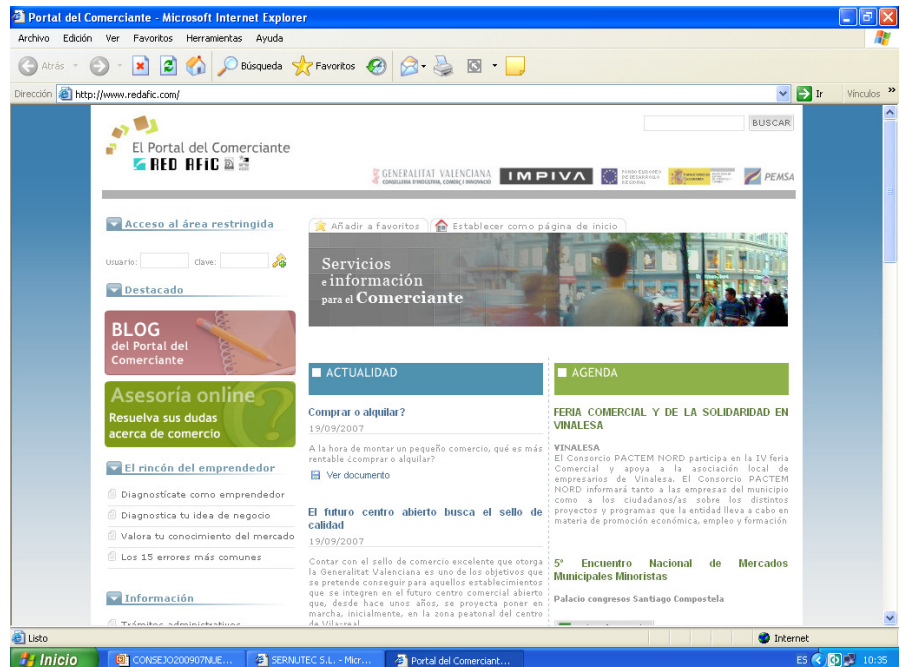 Portal del Comerciante - Microsoft Internet Explorer
Archivo Edición Ver Favoritos Herramientas Ayuda
Atrás Búsqueda Favoritos
Dirección http://www.redafic.com/ Ir Vínculos »
BUSCAR
El Portal del Comerciante
RED AFIC
GENERALITAT VALENCIANA
CONSELLERIA D'INDÚSTRIA, COMERÇ I INNOVACIÓ
IMPIVA
FONDO EUROPEO
DE DESARROLLO
REGIONAL
PEMSA
Acceso al área restringida
Añadir a favoritos Establecer como página de inicio
Usuario: Clave:
Servicios
e información
para el Comerciante
Destacado
BLOG
del Portal del
Comerciante
Asesoría online
Resuelva sus dudas
acerca de comercio
El rincón del emprendedor
Diagnostícate como emprendedor
Diagnostica tu idea de negocio
Valora tu conocimiento del mercado
Los 15 errores más comunes
Información
Trámites administrativos
ACTUALIDAD
Comprar o alquilar?
19/09/2007
A la hora de montar un pequeño comercio, qué es más
rentable ¿comprar o alquilar?
Ver documento
El futuro centro abierto busca el sello de
calidad
19/09/2007
Contar con el sello de comercio excelente que otorga
la Generalitat Valenciana es uno de los objetivos que
se pretende conseguir para aquellos establecimientos
que se integren en el futuro centro comercial abierto
que, desde hace unos años, se proyecta poner en
marcha, inicialmente, en la zona peatonal del centro
de Vila-real
AGENDA
FERIA COMERCIAL Y DE LA SOLIDARIDAD EN
VINALESA
VINALESA
El Consorcio PACTEM NORD participa en la IV feria
Comercial y apoya a la asociación local de
empresarios de Vinalesa. El Consorcio PACTEM
NORD informará tanto a las empresas del municipio
como a los ciudadanos/as sobre los distintos
proyectos y programas que la entidad lleva a cabo en
materia de promoción económica, empleo y formación
5º Encuentro Nacional de Mercados
Municipales Minoristas
Palacio congresos Santiago Compostela
Listo Internet
Inicio CONSEJO200907NUE... SERNUTEC S.L. - Micr... Portal del Comerciant... ES 10:35